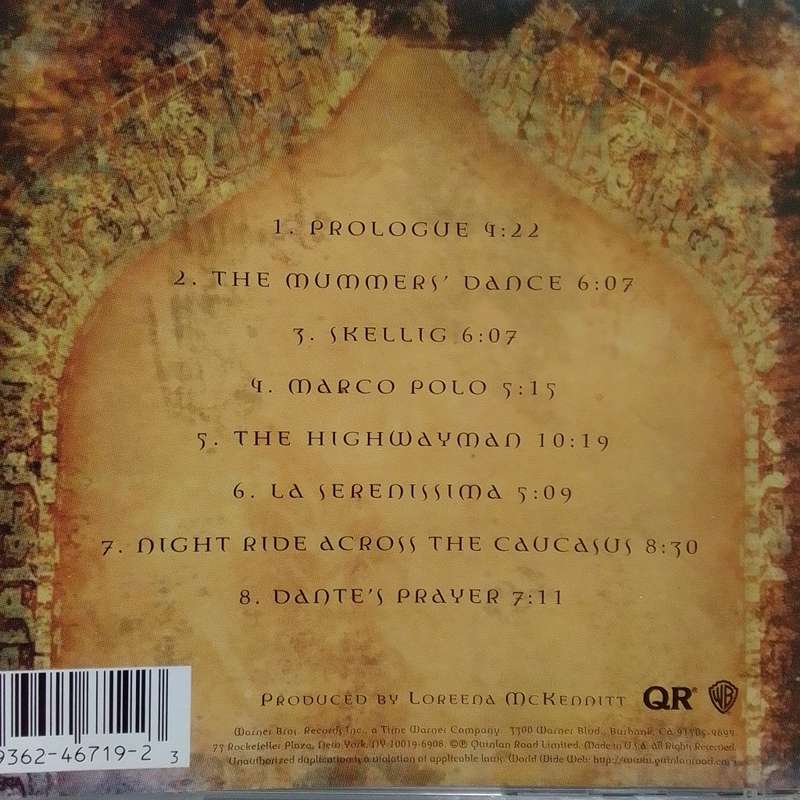 1. PROLOGUE 4:22
2. THE MUMMERS' DANCE 6:07
3. SKELLIG 6:07
4. MARCO POLO 5:15
5. THE HIGHWAYMAN 10:19
6. LA SERENISSIMA 5:09
7. NIGHT RIDE ACROSS THE CAUCASUS 8:30
8. DANTE'S PRAYER 7:11
PRODUCED BY LOREENA MCKENNITT QR® WB
Warner Bros. Records Inc., a Time Warner Company 3300 Warner Blvd., Burbank, CA 91505-4694
75 Rockefeller Plaza, New York, NY 10019-6908 ©℗ Quinlan Road Limited. Made in U.S.A. All Rights Reserved.
Unauthorized duplication is a violation of applicable laws. World Wide Web: http://www.quinlanroad.com
9362-46719-2 3